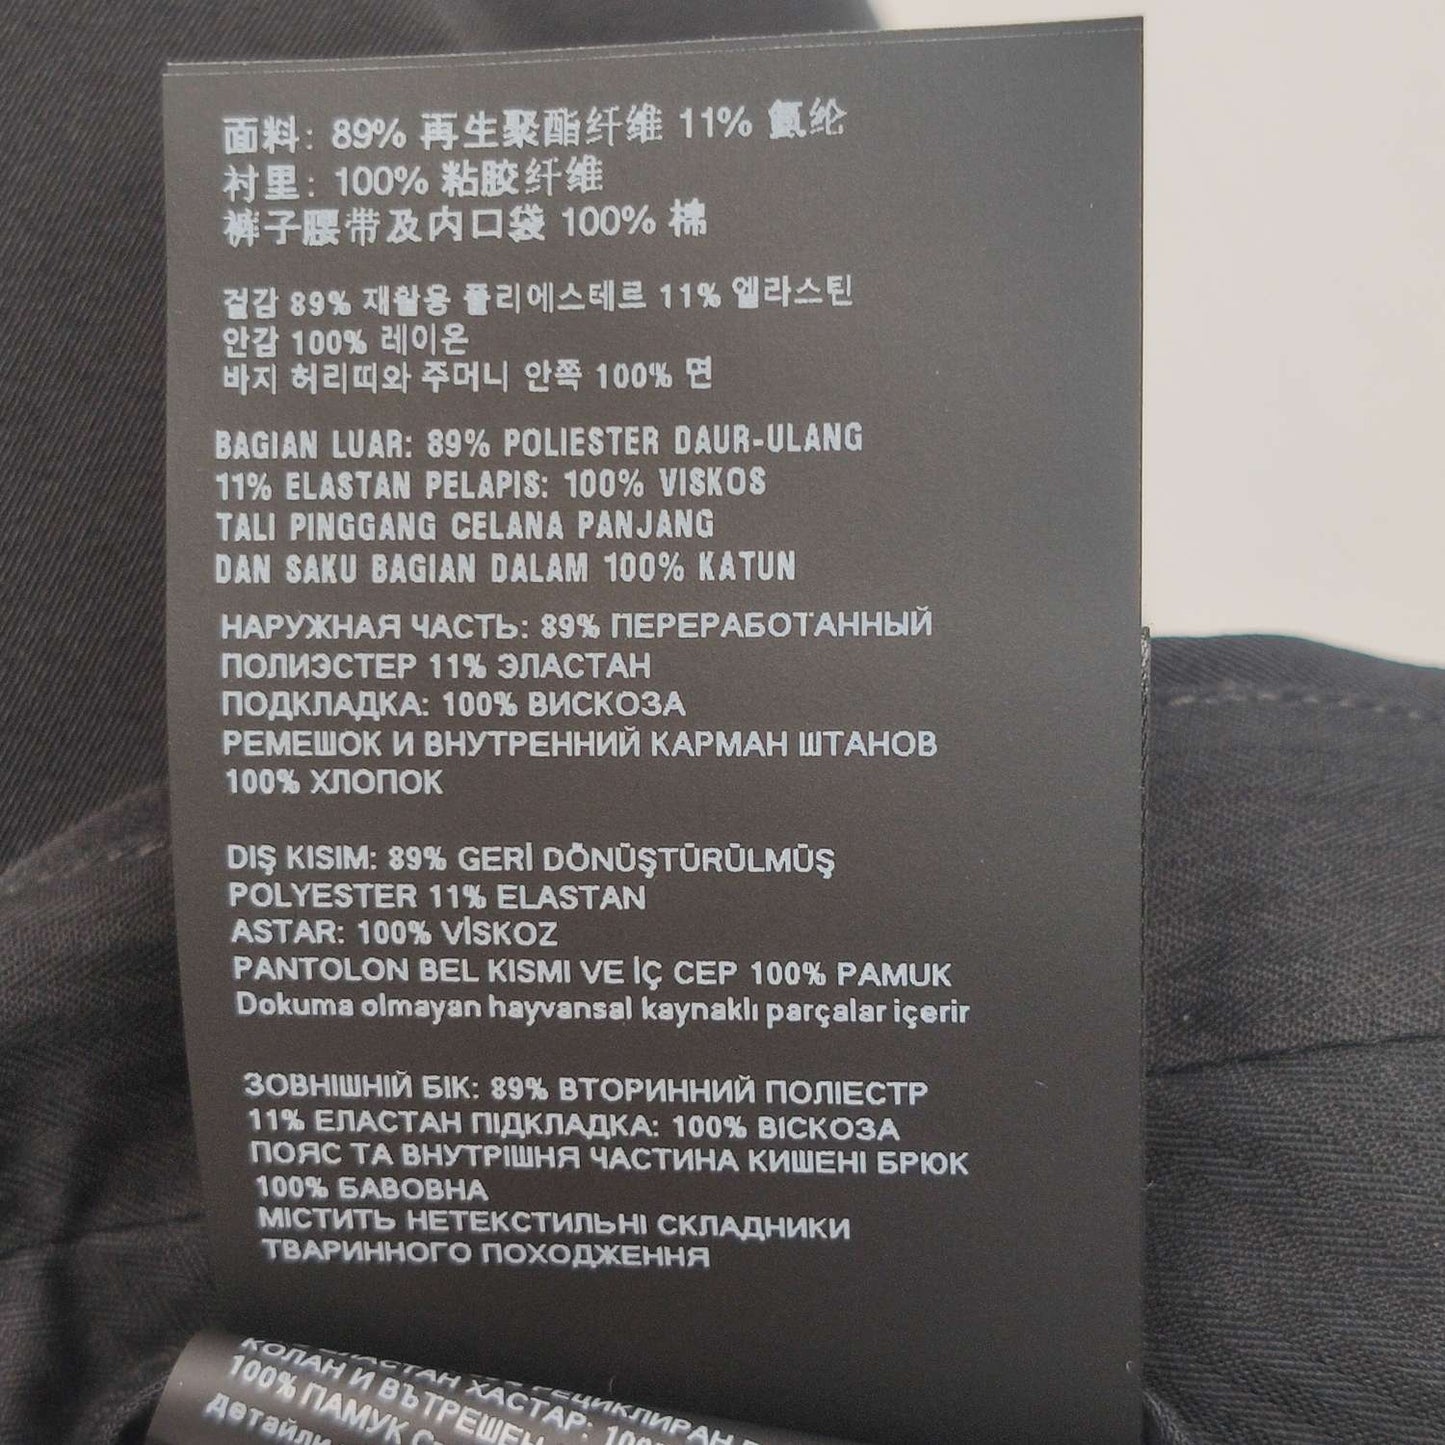 面料: 89% 再生聚酯纤维 11% 氨纶
衬里: 100% 粘胶纤维
裤子腰带及内口袋 100% 棉
겉감 89% 재활용 폴리에스테르 11% 엘라스틴
안감 100% 레이온
바지 허리띠와 주머니 안쪽 100% 면
BAGIAN LUAR: 89% POLIESTER DAUR-ULANG
11% ELASTAN PELAPIS: 100% VISKOS
TALI PINGGANG CELANA PANJANG
DAN SAKU BAGIAN DALAM 100% KATUN
НАРУЖНАЯ ЧАСТЬ: 89% ПЕРЕРАБОТАННЫЙ
ПОЛИЭСТЕР 11% ЭЛАСТАН
ПОДКЛАДКА: 100% ВИСКОЗА
РЕМЕШОК И ВНУТРЕННИЙ КАРМАН ШТАНОВ
100% ХЛОПОК
DIŞ KISIM: 89% GERİ DÖNÜŞTÜRÜLMÜŞ
POLYESTER 11% ELASTAN
ASTAR: 100% VİSKOZ
PANTOLON BEL KISMI VE İÇ CEP 100% PAMUK
Dokuma olmayan hayvansal kaynaklı parçalar içerir
ЗОВНІШНІЙ БІК: 89% ВТОРИННИЙ ПОЛІЕСТР
11% ЕЛАСТАН ПІДКЛАДКА: 100% ВІСКОЗА
ПОЯС ТА ВНУТРІШНЯ ЧАСТИНА КИШЕНІ БРЮК
100% БАВОВНА
МІСТИТЬ НЕТЕКСТИЛЬНІ СКЛАДНИКИ
ТВАРИННОГО ПОХОДЖЕННЯ
ХАСТАР:
КОЛАН И ВЪТРЕШЕН
100% ПАМУК
детайли